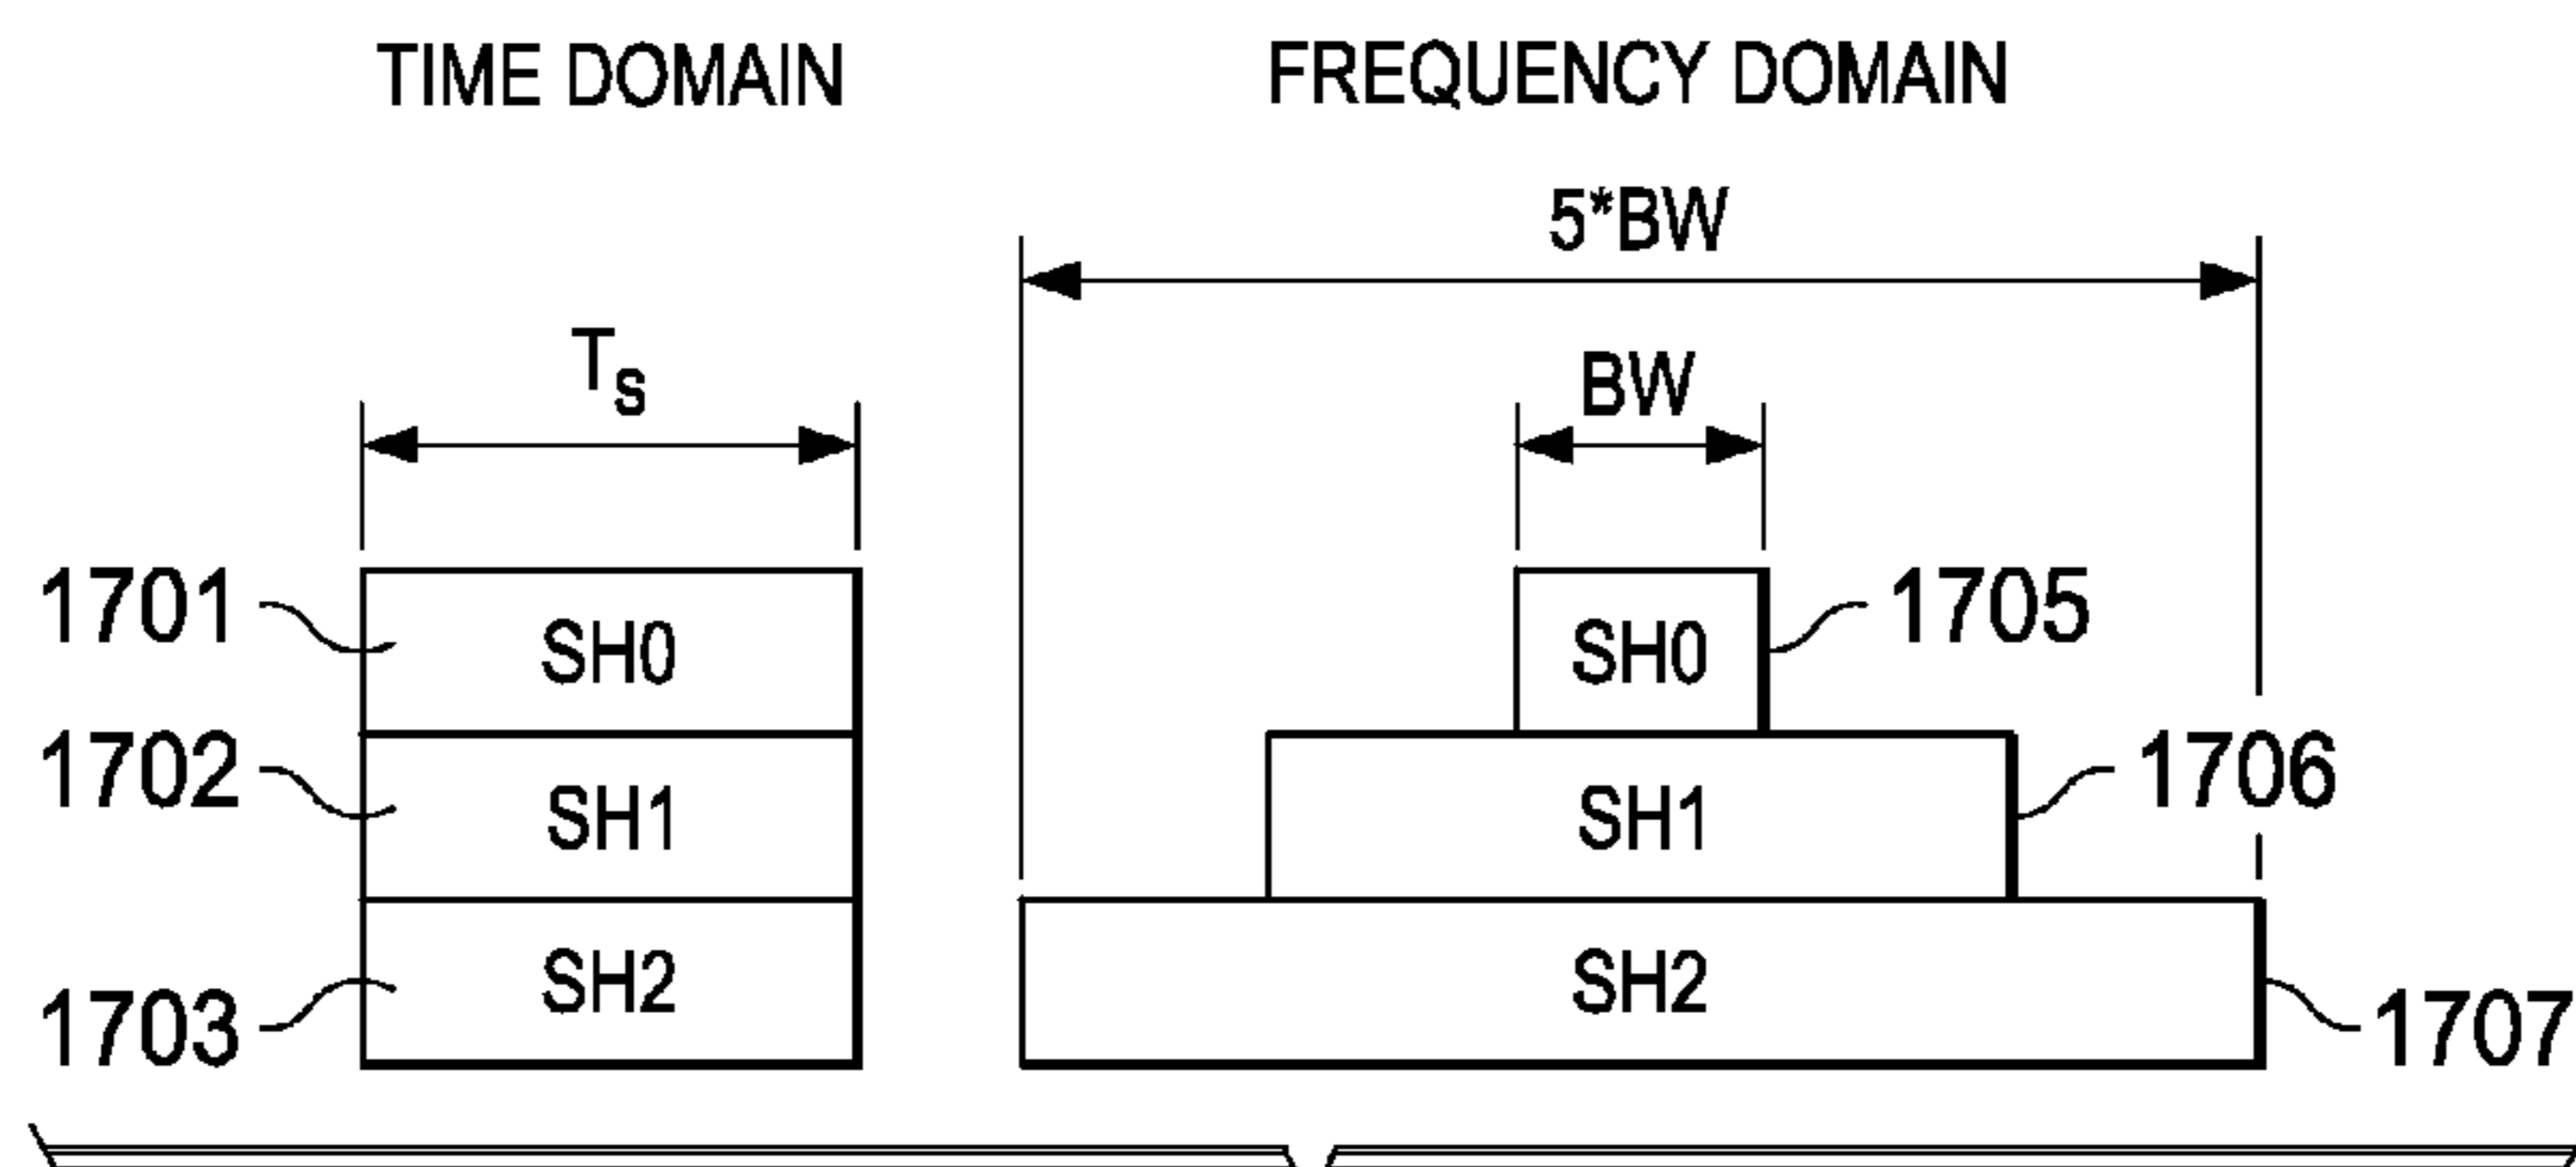 TIME DOMAIN
FREQUENCY DOMAIN
5*BW
Ts
BW
1701
SH0
SH0
1705
1702
SH1
SH1
1706
1703
SH2
SH2
1707